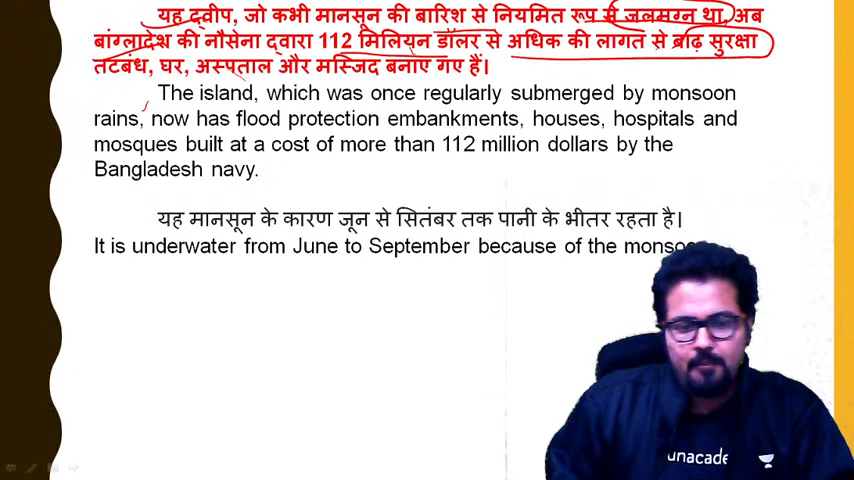 यह द्वीप, जो कभी मानसून की बारिश से नियमित रूप से जलमग्न था, अब
बांग्लादेश की नौसेना द्वारा 112 मिलियन डॉलर से अधिक की लागत से बाढ़ सुरक्षा
तटबंध, घर, अस्पताल और मस्जिद बनाए गए हैं।
The island, which was once regularly submerged by monsoon
rains, now has flood protection embankments, houses, hospitals and
mosques built at a cost of more than 112 million dollars by the
Bangladesh navy.
यह मानसून के कारण जून से सितंबर तक पानी के भीतर रहता है।
It is underwater from June to September because of the